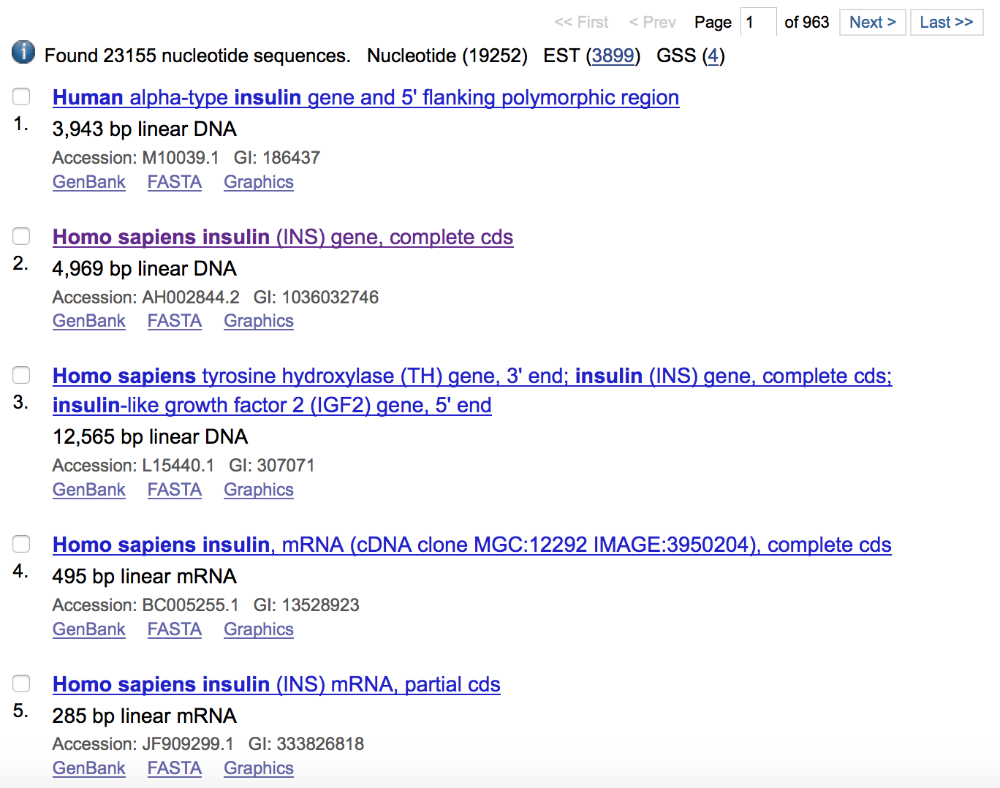 << First < Prev Page 1 of 963 Next > Last >>
i Found 23155 nucleotide sequences. Nucleotide (19252) EST (3899) GSS (4)
Human alpha-type insulin gene and 5' flanking polymorphic region
1.
3,943 bp linear DNA
Accession: M10039.1 GI: 186437
GenBank FASTA Graphics
Homo sapiens insulin (INS) gene, complete cds
2.
4,969 bp linear DNA
Accession: AH002844.2 GI: 1036032746
GenBank FASTA Graphics
Homo sapiens tyrosine hydroxylase (TH) gene, 3' end; insulin (INS) gene, complete cds;
3. insulin-like growth factor 2 (IGF2) gene, 5' end
12,565 bp linear DNA
Accession: L15440.1 GI: 307071
GenBank FASTA Graphics
Homo sapiens insulin, mRNA (cDNA clone MGC:12292 IMAGE:3950204), complete cds
4.
495 bp linear mRNA
Accession: BC005255.1 GI: 13528923
GenBank FASTA Graphics
Homo sapiens insulin (INS) mRNA, partial cds
5.
285 bp linear mRNA
Accession: JF909299.1 GI: 333826818
GenBank FASTA Graphics